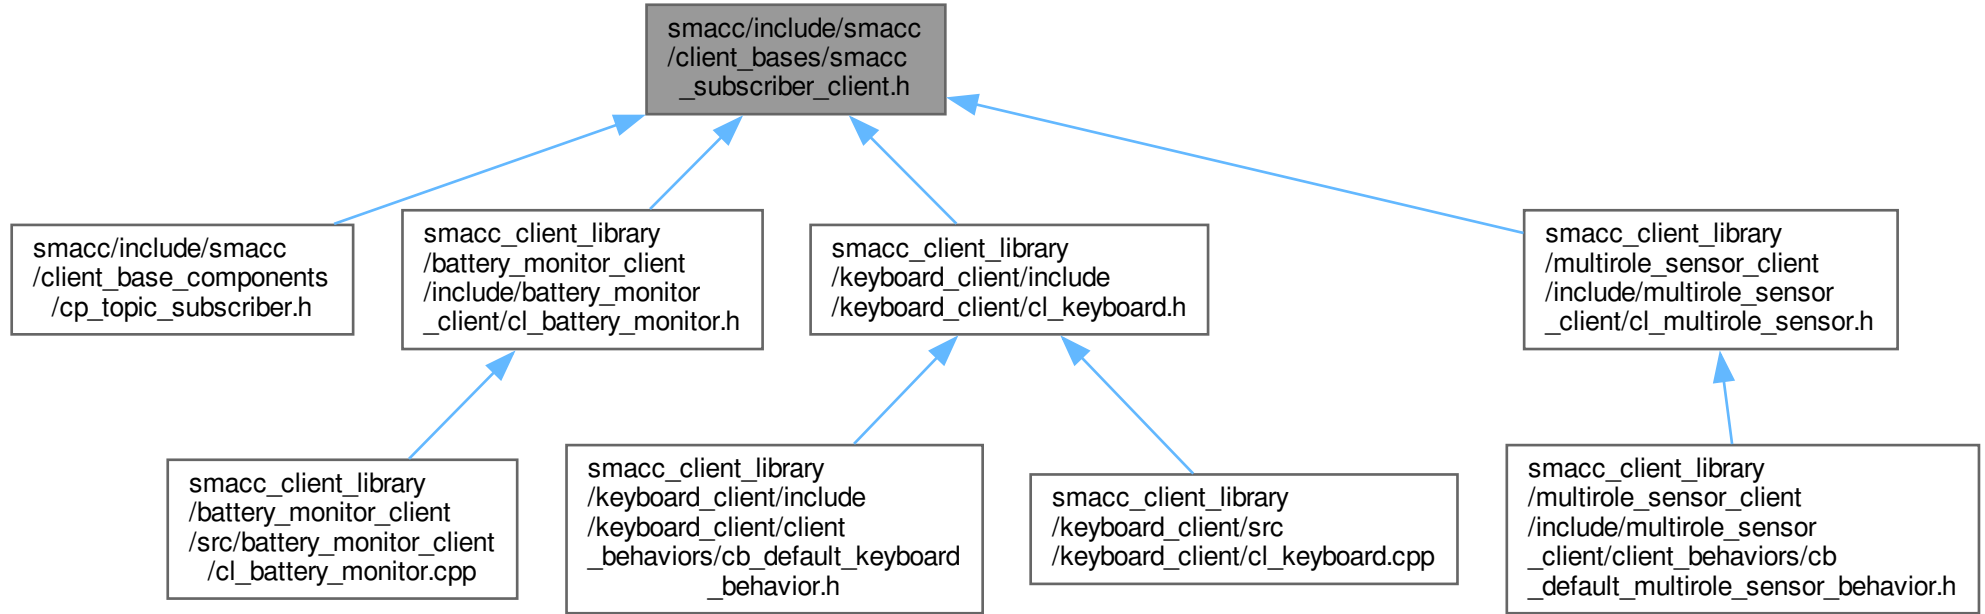 smacc/include/smacc
/client_bases/smacc
_subscriber_client.h
smacc/include/smacc
/client_base_components
/cp_topic_subscriber.h
smacc_client_library
/battery_monitor_client
/include/battery_monitor
_client/cl_battery_monitor.h
smacc_client_library
/keyboard_client/include
/keyboard_client/cl_keyboard.h
smacc_client_library
/multirole_sensor_client
/include/multirole_sensor
_client/cl_multirole_sensor.h
smacc_client_library
/battery_monitor_client
/src/battery_monitor_client
/cl_battery_monitor.cpp
smacc_client_library
/keyboard_client/include
/keyboard_client/client
_behaviors/cb_default_keyboard
_behavior.h
smacc_client_library
/keyboard_client/src
/keyboard_client/cl_keyboard.cpp
smacc_client_library
/multirole_sensor_client
/include/multirole_sensor
_client/client_behaviors/cb
_default_multirole_sensor_behavior.h